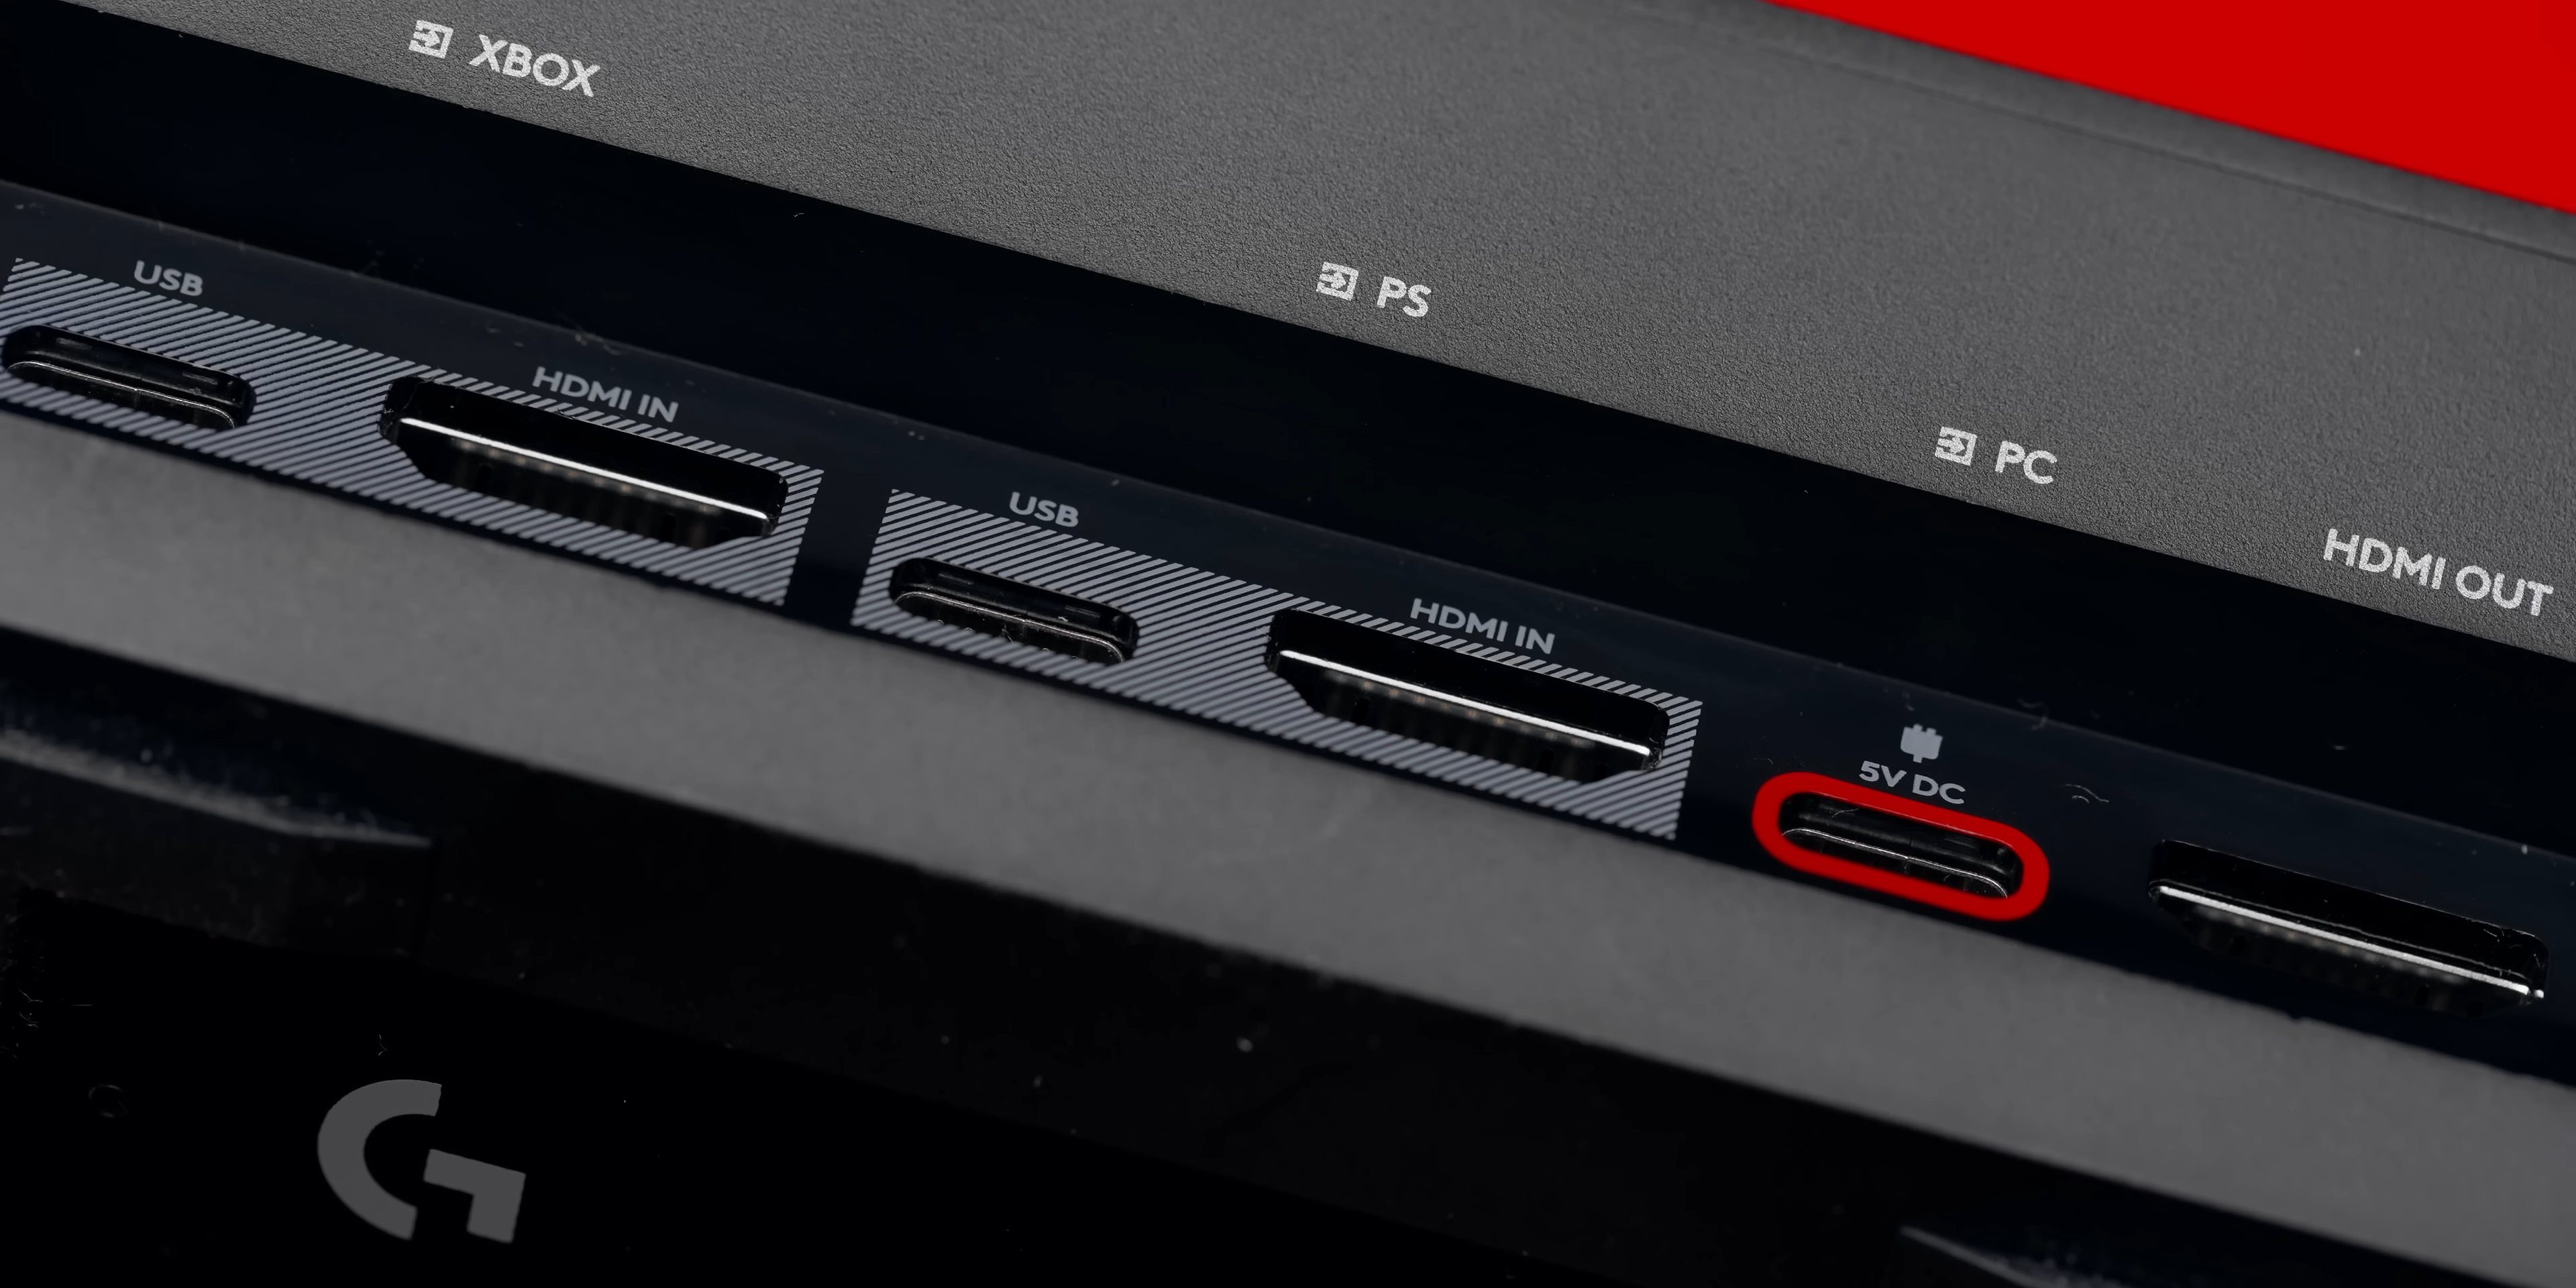 XBOX
PS
PC
HDMI OUT
USB
HDMI IN
USB
HDMI IN
5V DC
G